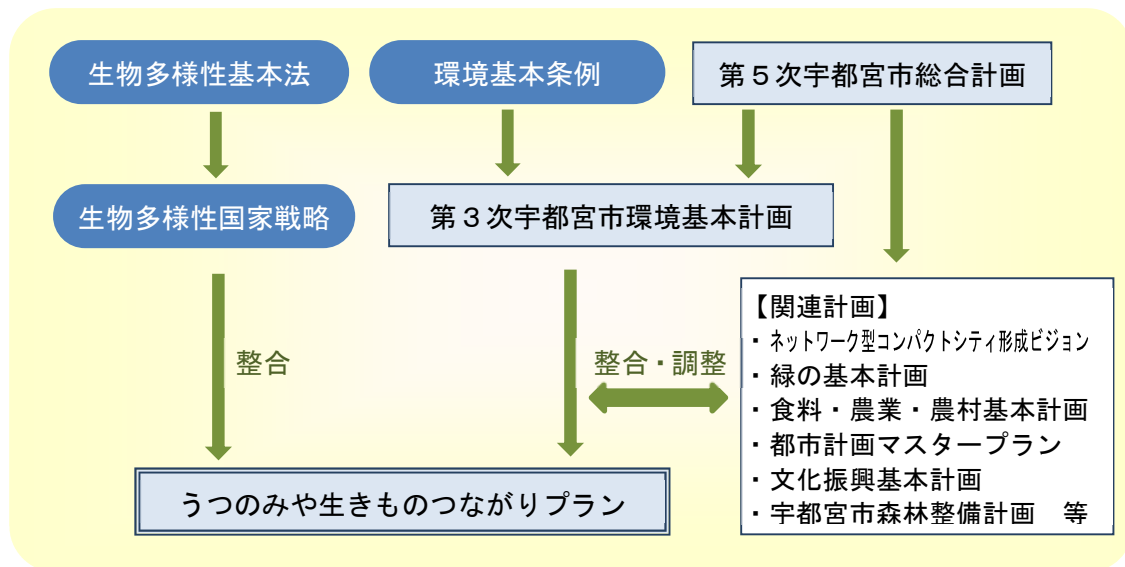 生物多様性基本法
環境基本条例
第5次宇都宮市総合計画
生物多様性国家戦略
第3次宇都宮市環境基本計画
整合
整合・調整
【関連計画】
・ネットワーク型コンパクトシティ形成ビジョン
・緑の基本計画
・食料・農業・農村基本計画
・都市計画マスタープラン
・文化振興基本計画
・宇都宮市森林整備計画　等
うつのみや生きものつながりプラン